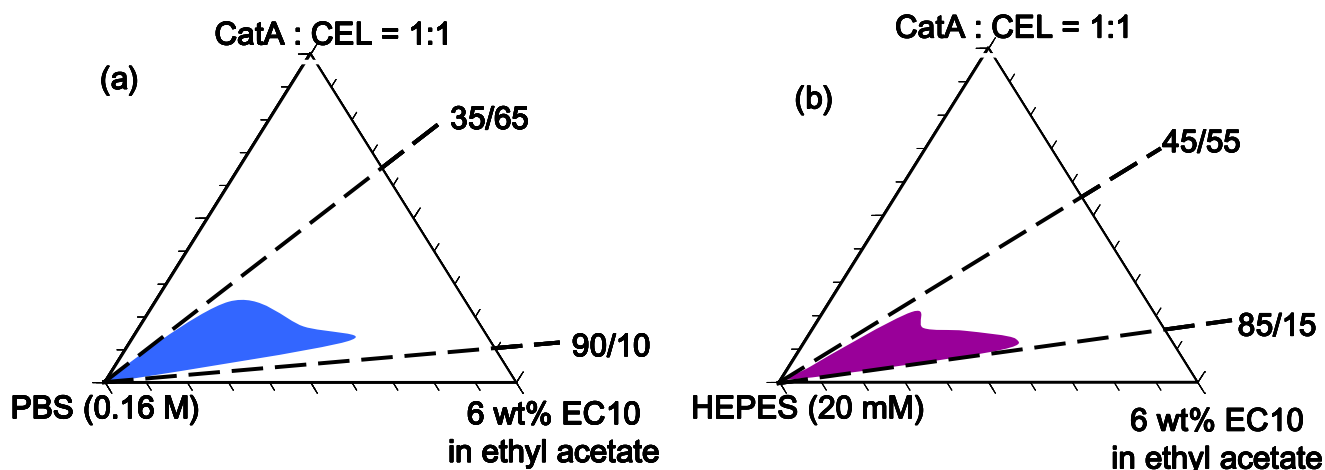 CatA : CEL = 1:1
(a)
35/65
90/10
PBS (0.16 M)
6 wt% EC10
in ethyl acetate
CatA : CEL = 1:1
(b)
45/55
85/15
HEPES (20 mM)
6 wt% EC10
in ethyl acetate